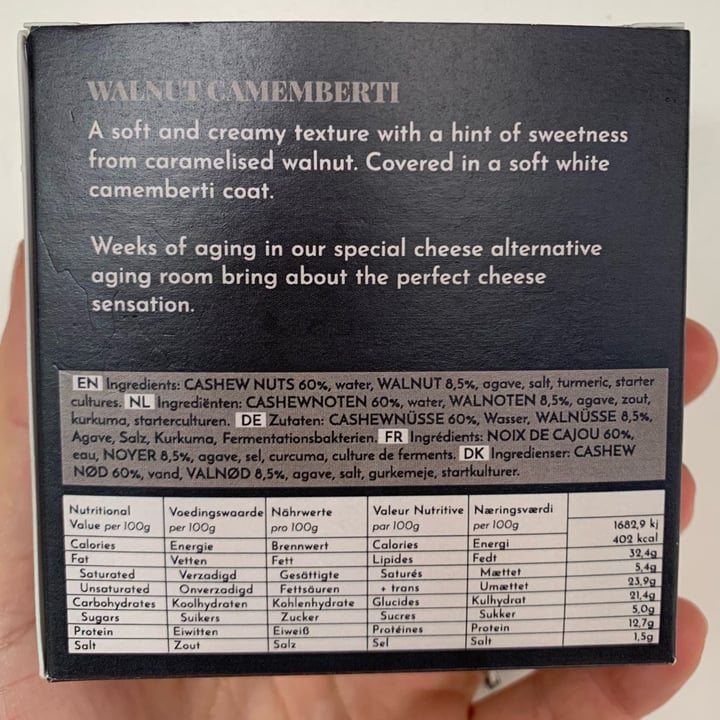 WALNUT CAMEMBERTI
A soft and creamy texture with a hint of sweetness
from caramelised walnut. Covered in a soft white
camemberti coat.
Weeks of aging in our special cheese alternative
aging room bring about the perfect cheese
sensation.
EN Ingredients: CASHEW NUTS 60%, water, WALNUT 8,5%, agave, salt, turmeric, starter
cultures. NL Ingrediënten: CASHEWNOTEN 60%, water, WALNOTEN 8,5%, agave, zout,
kurkuma, starterculturen. DE Zutaten: CASHEWNÜSSE 60%, Wasser, WALNÜSSE 8,5%,
Agave, Salz, Kurkuma, Fermentationsbakterien. FR Ingrédients: NOIX DE CAJOU 60%,
eau, NOYER 8,5%, agave, sel, curcuma, culture de ferments. DK Ingredienser: CASHEW
NØD 60%, vand, VALNØD 8,5%, agave, salt, gurkemeje, startkulturer.
Nutritional Voedingswaarde Nährwerte Valeur Nutritive Næringsværdi
Value per 100g per 100g pro 100g par 100g per 100g 1682,9 kj
Calories Energie Brennwert Calories Energi 402 kcal
Fat Vetten Fett Lipides Fedt 32,4g
Saturated Verzadigd Gesättigte Saturés Mættet 5,4g
Unsaturated Onverzadigd Fettsäuren + trans Umættet 23,9g
Carbohydrates Koolhydraten Kohlenhydrate Glucides Kulhydrat 21,4g
Sugars Suikers Zucker Sucres Sukker 5,0g
Protein Eiwitten Eiweiß Protéines Protein 12,7g
Salt Zout Salz Sel Salt 1,5g